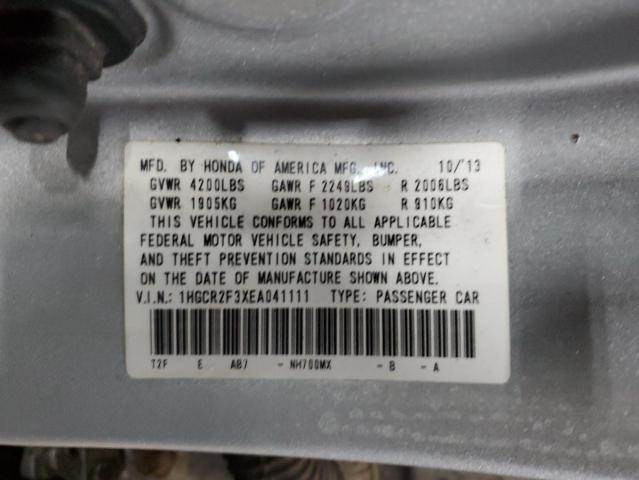 MFD. BY HONDA OF AMERICA MFG., INC. 10/'13
GVWR 4200LBS GAWR F 2249LBS R 2006LBS
GVWR 1905KG GAWR F 1020KG R 910KG
THIS VEHICLE CONFORMS TO ALL APPLICABLE
FEDERAL MOTOR VEHICLE SAFETY, BUMPER,
AND THEFT PREVENTION STANDARDS IN EFFECT
ON THE DATE OF MANUFACTURE SHOWN ABOVE.
V.I.N.: 1HGCR2F3XEA041111 TYPE: PASSENGER CAR
T2F E AB7 - NH700MX - B - A